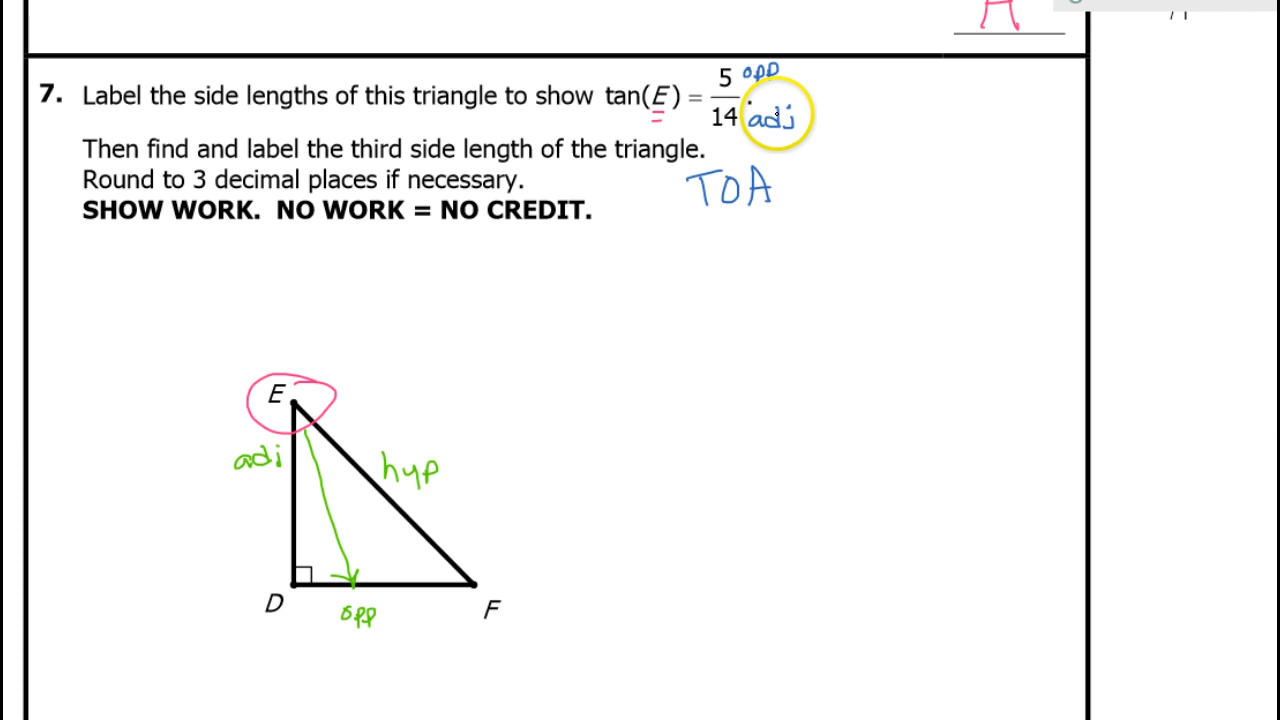 A
7. Label the side lengths of this triangle to show tan(E) = 5/14.
opp
adj
Then find and label the third side length of the triangle.
Round to 3 decimal places if necessary.
TOA
SHOW WORK. NO WORK = NO CREDIT.
E
adj
hyp
D
opp
F